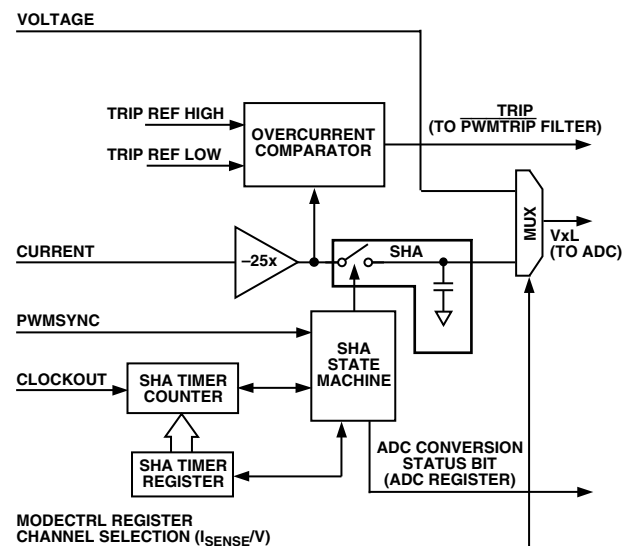 VOLTAGE
TRIP REF HIGH
TRIP REF LOW
OVERCURRENT
COMPARATOR
TRIP
(TO PWMTRIP FILTER)
MUX
VxL
(TO ADC)
CURRENT
–25x
SHA
PWMSYNC
SHA
STATE
MACHINE
CLOCKOUT
SHA TIMER
COUNTER
SHA TIMER
REGISTER
ADC CONVERSION
STATUS BIT
(ADC REGISTER)
MODECTRL REGISTER
CHANNEL SELECTION (ISENSE/V)